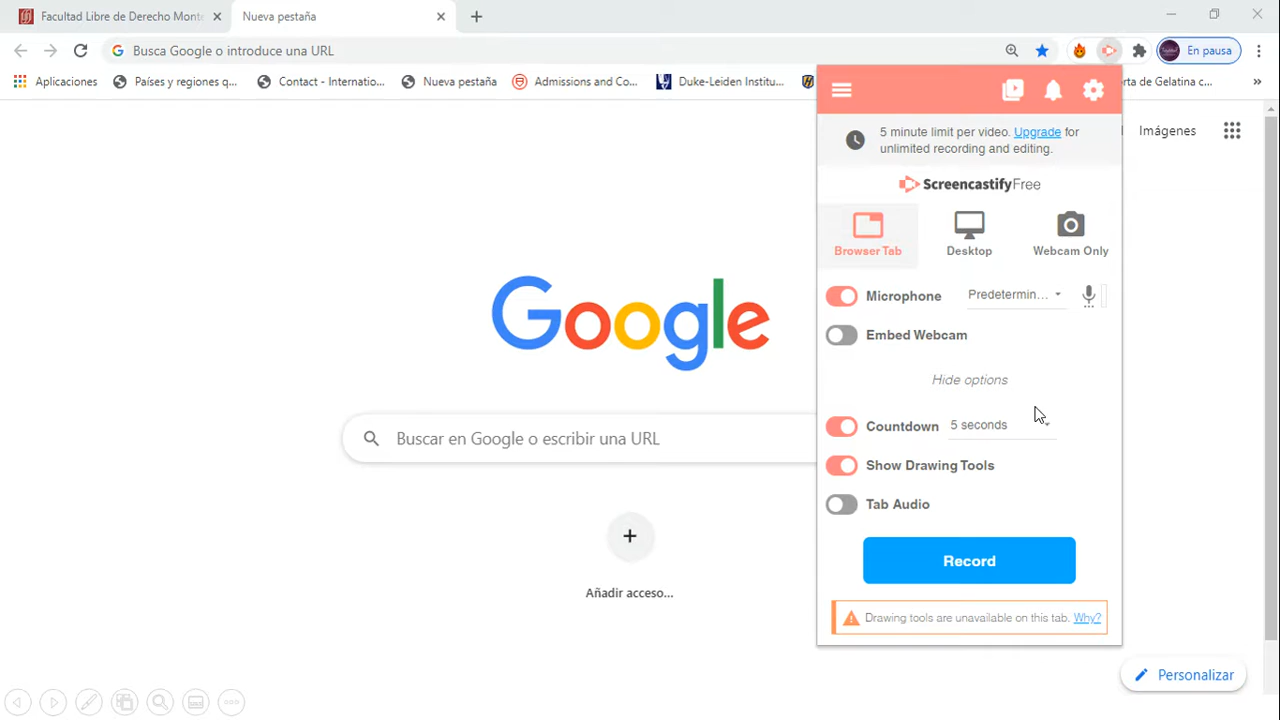 Facultad Libre de Derecho Monte
Nueva pestaña
Busca Google o introduce una URL
En pausa
Aplicaciones
Países y regiones q...
Contact - Internatio...
Nueva pestaña
Admissions and Co...
Duke-Leiden Institu...
rta de Gelatina c...
»
5 minute limit per video. Upgrade for
unlimited recording and editing.
Imágenes
Screencastify Free
Browser Tab
Desktop
Webcam Only
Microphone
Predetermin...
Embed Webcam
Google
Hide options
Countdown
5 seconds
Buscar en Google o escribir una URL
Show Drawing Tools
Tab Audio
Record
Añadir acceso...
Drawing tools are unavailable on this tab. Why?
Personalizar